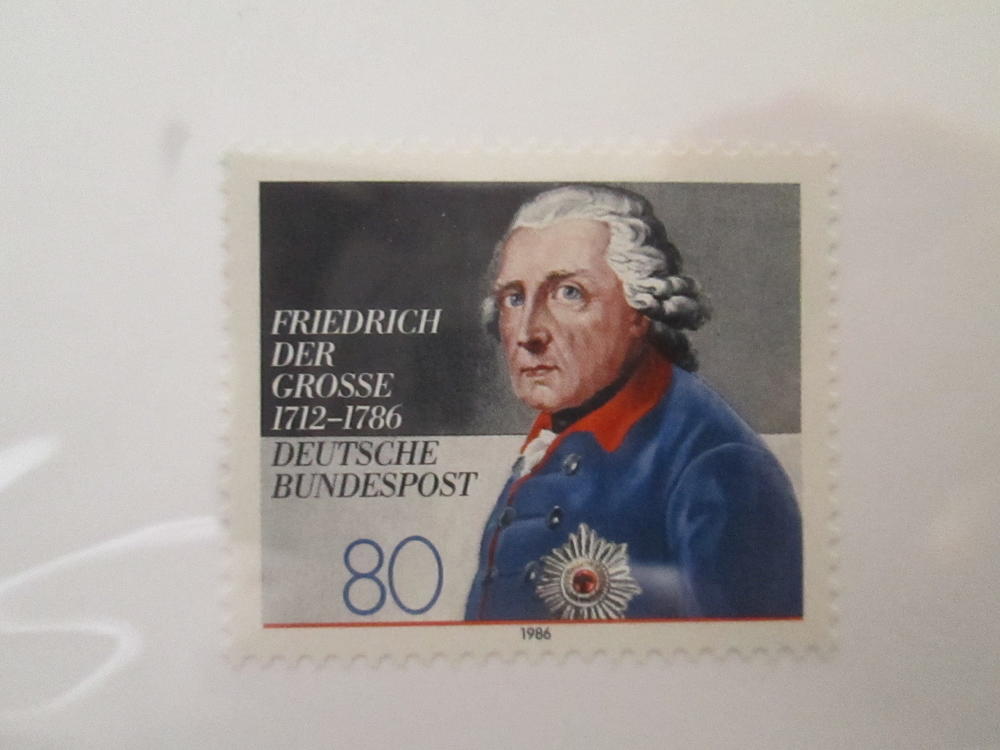 FRIEDRICH
DER
GROSSE
1712–1786
DEUTSCHE
BUNDESPOST
80
1986